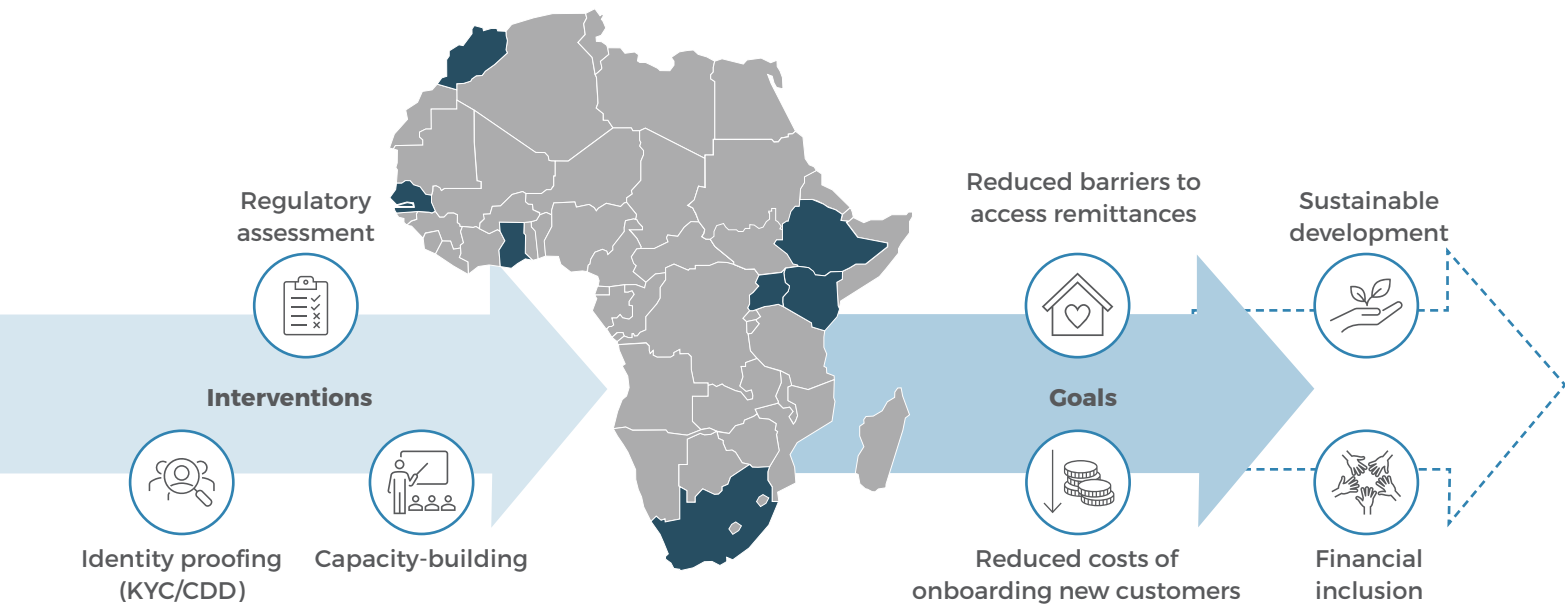 Regulatory
assessment
Interventions
Identity proofing
(KYC/CDD)
Capacity-building
Reduced barriers to
access remittances
Goals
Reduced costs of
onboarding new customers
Sustainable
development
Financial
inclusion